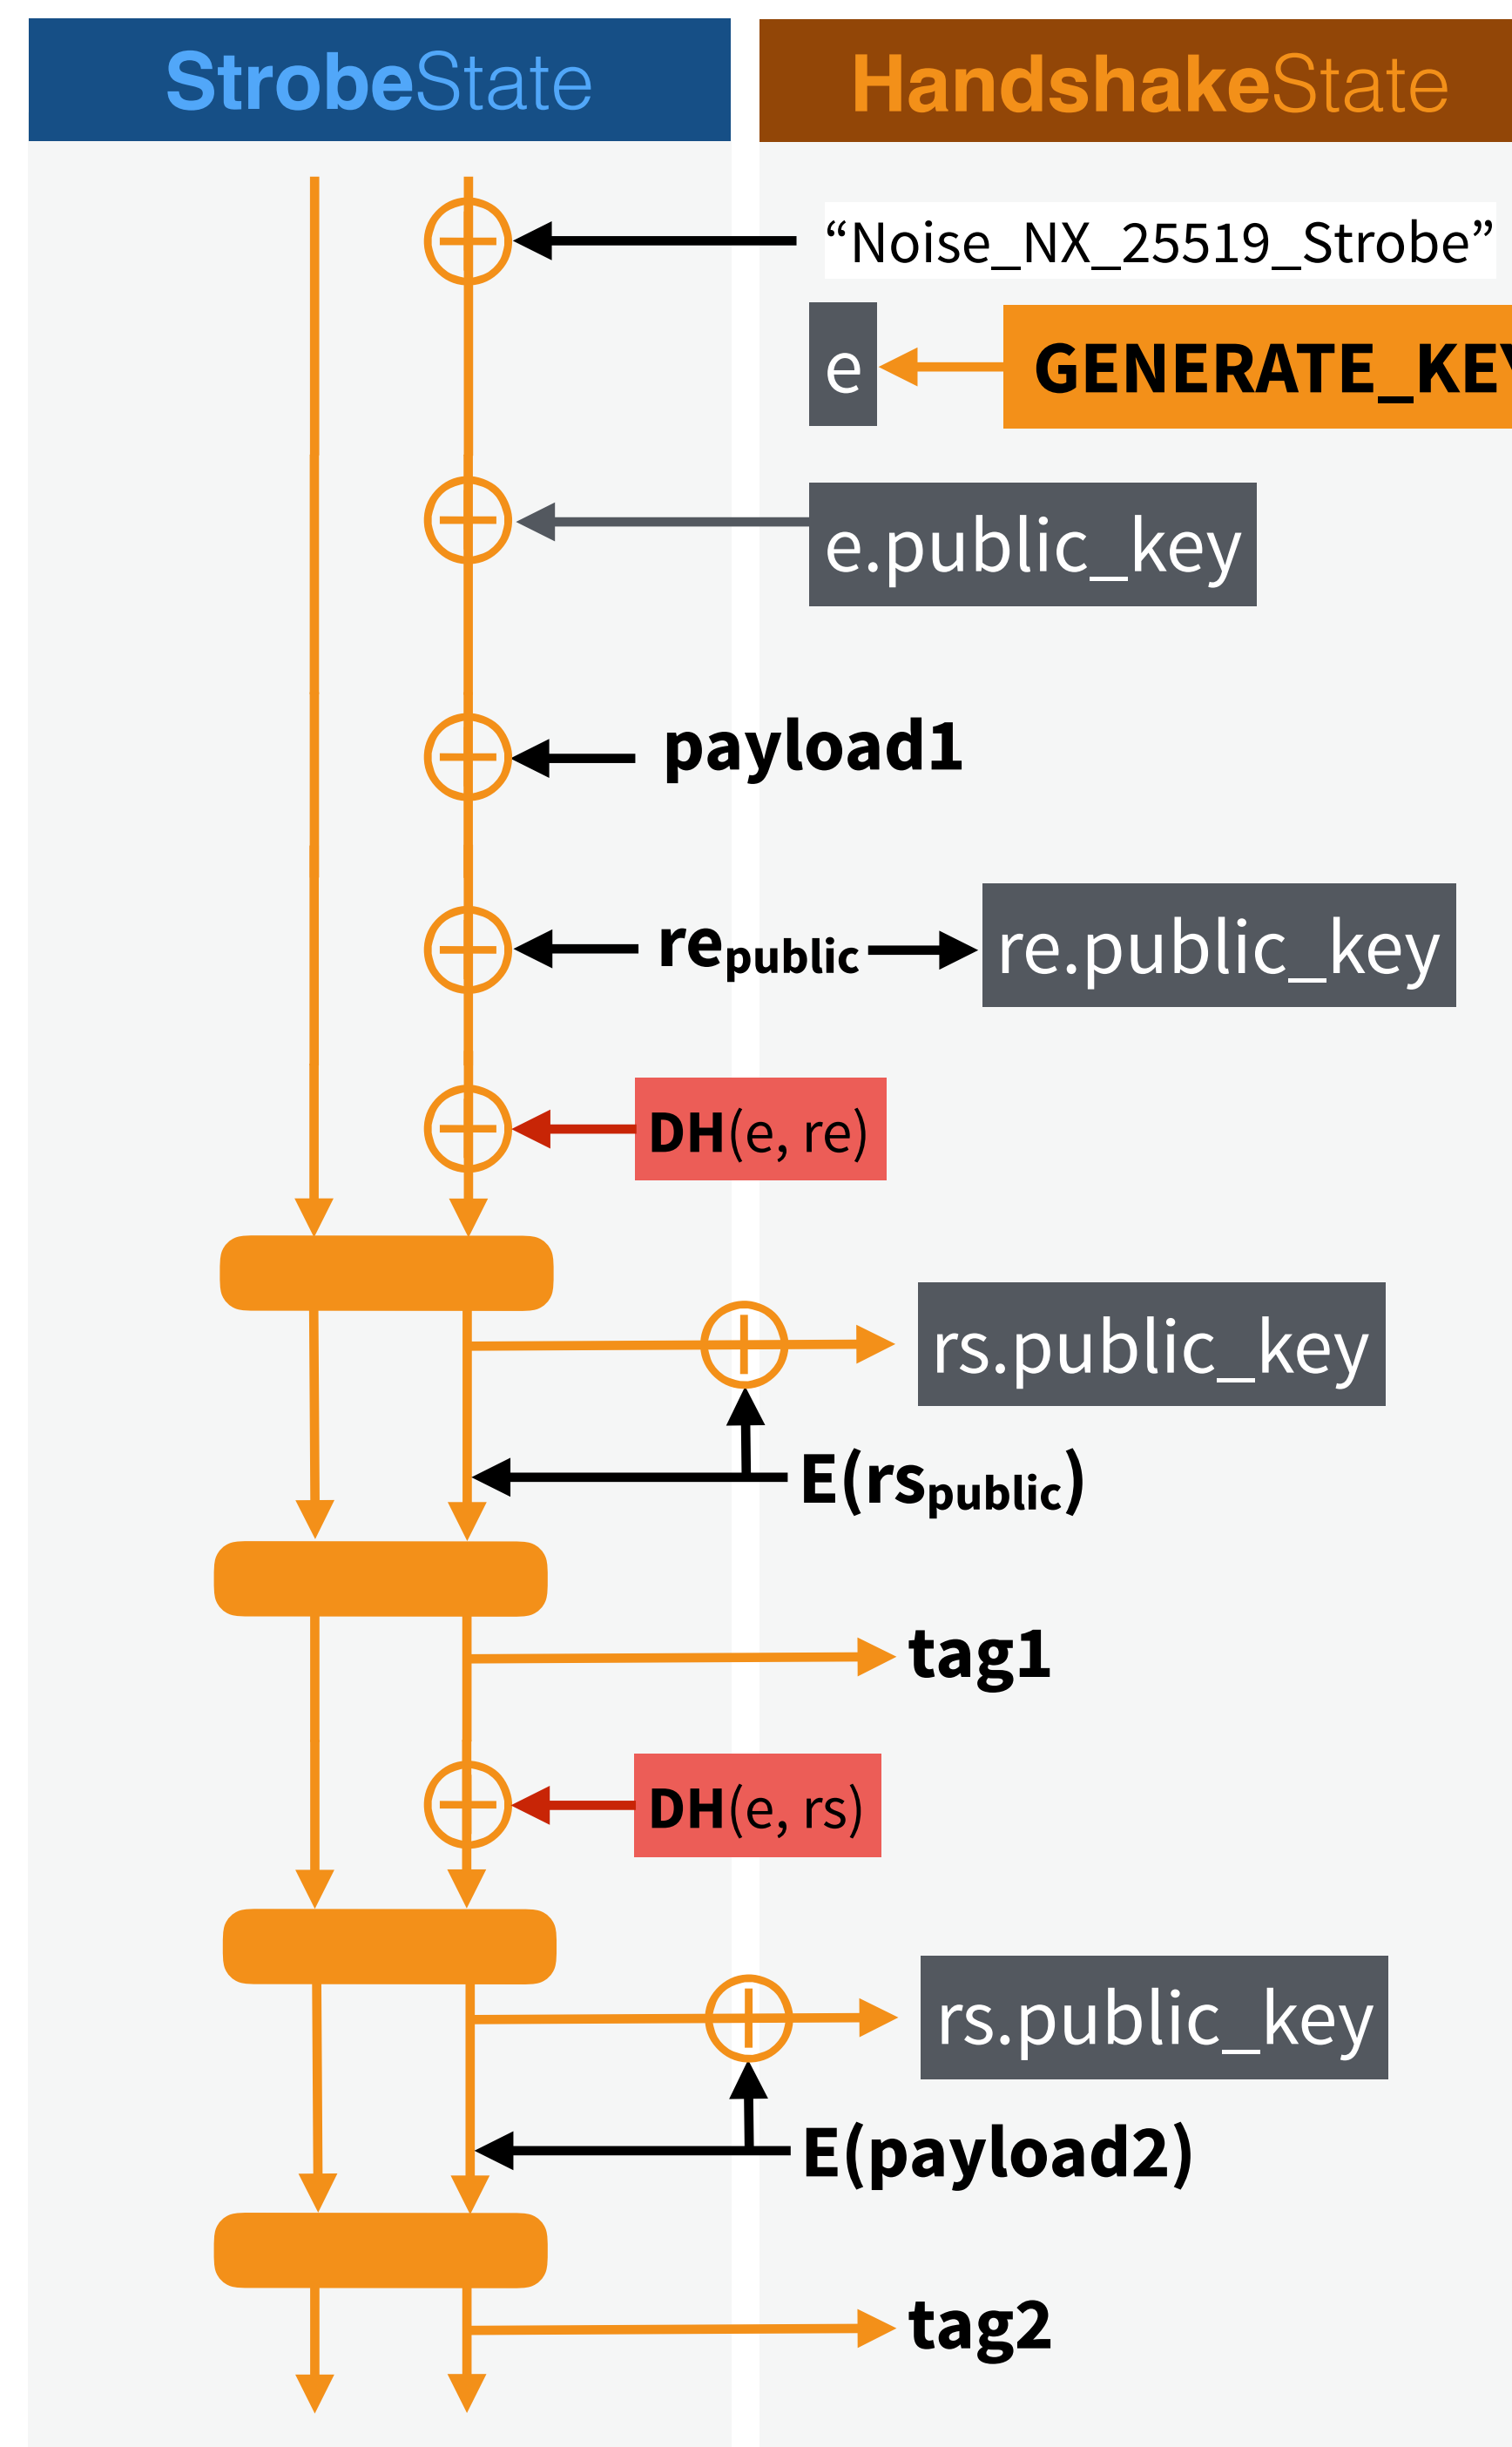 StrobeState
HandshakeState
“Noise_NX_25519_Strobe”
e
GENERATE_KEY
e.public_key
payload1
re public
re.public_key
DH(e, re)
rs.public_key
E(rs public)
tag1
DH(e, rs)
rs.public_key
E(payload2)
tag2